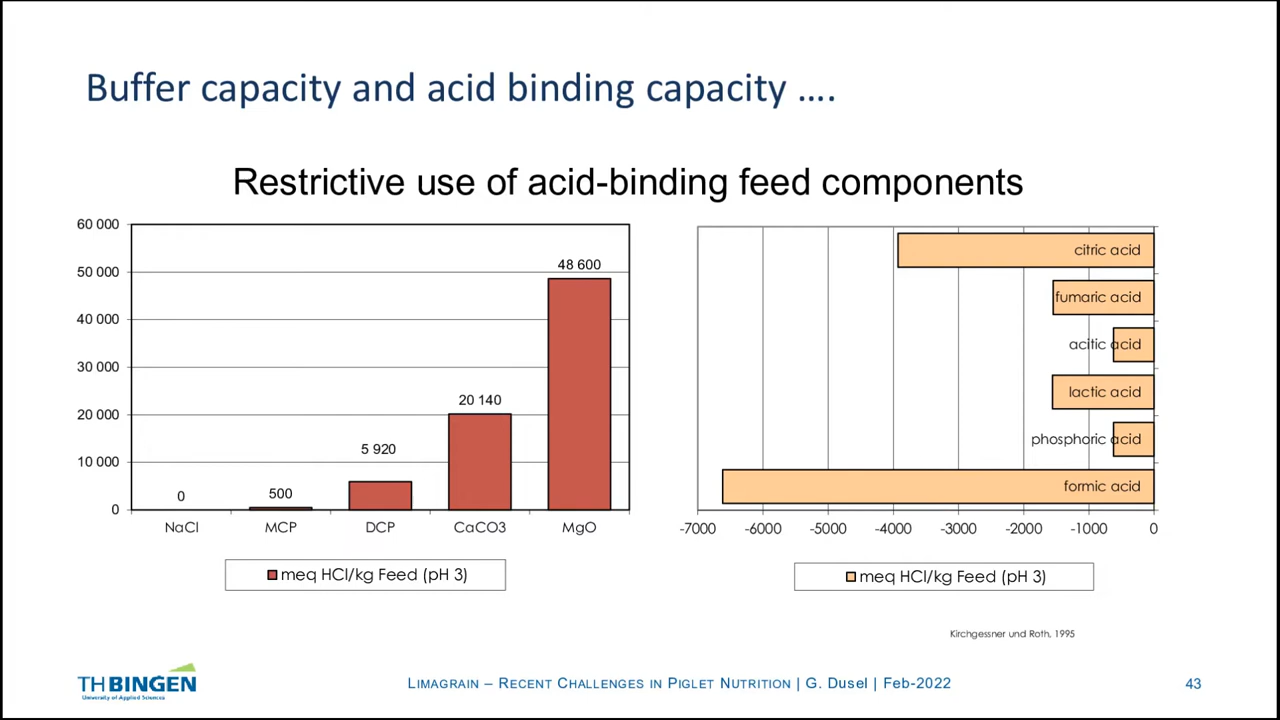 Buffer capacity and acid binding capacity ....
Restrictive use of acid-binding feed components
60 000
50 000
40 000
30 000
20 000
10 000
0
0
500
5 920
20 140
48 600
NaCl
MCP
DCP
CaCO3
MgO
meq HCl/kg Feed (pH 3)
citric acid
fumaric acid
acitic acid
lactic acid
phosphoric acid
formic acid
-7000
-6000
-5000
-4000
-3000
-2000
-1000
0
meq HCl/kg Feed (pH 3)
Kirchgessner und Roth, 1995
TH BINGEN
University of Applied Sciences
LIMAGRAIN – RECENT CHALLENGES IN PIGLET NUTRITION | G. Dusel | Feb-2022
43